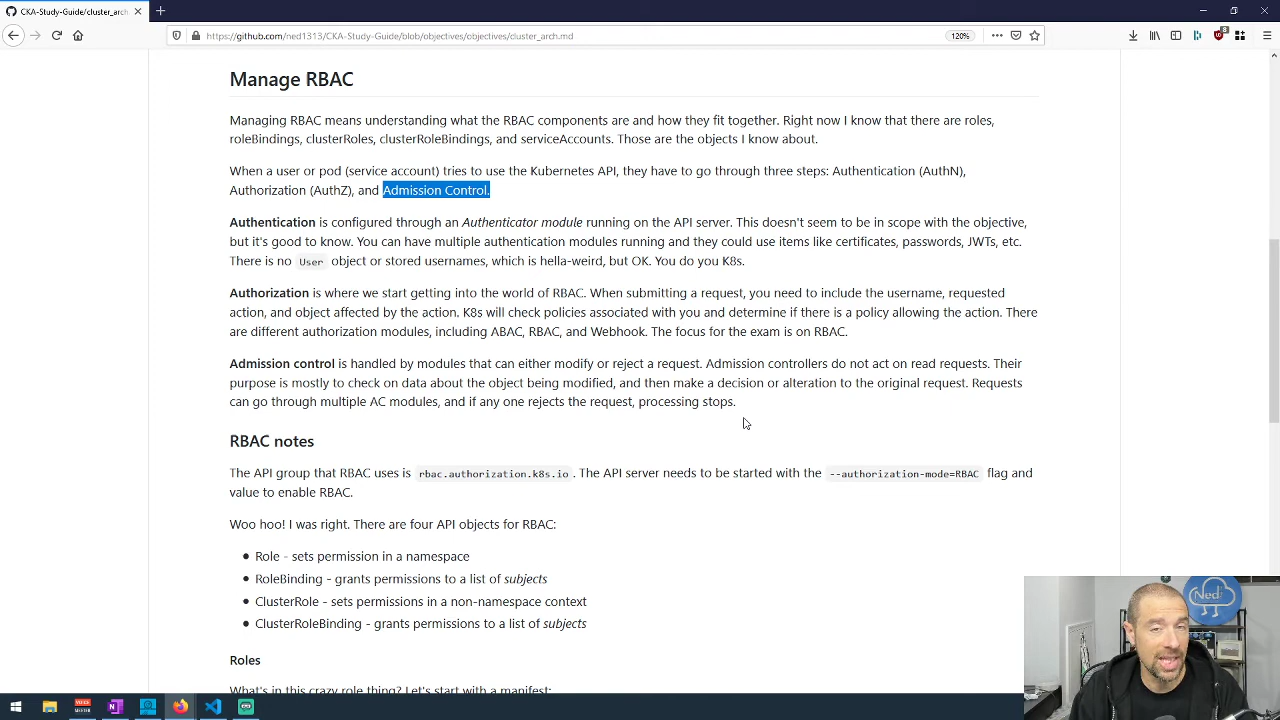 CKA-Study-Guide/cluster_arch
https://github.com/ned1313/CKA-Study-Guide/blob/objectives/objectives/cluster_arch.md
120%
8
Manage RBAC
Managing RBAC means understanding what the RBAC components are and how they fit together. Right now I know that there are roles,
roleBindings, clusterRoles, clusterRoleBindings, and serviceAccounts. Those are the objects I know about.
When a user or pod (service account) tries to use the Kubernetes API, they have to go through three steps: Authentication (AuthN),
Authorization (AuthZ), and Admission Control.
Authentication is configured through an Authenticator module running on the API server. This doesn't seem to be in scope with the objective,
but it's good to know. You can have multiple authentication modules running and they could use items like certificates, passwords, JWTs, etc.
There is no User object or stored usernames, which is hella-weird, but OK. You do you K8s.
Authorization is where we start getting into the world of RBAC. When submitting a request, you need to include the username, requested
action, and object affected by the action. K8s will check policies associated with you and determine if there is a policy allowing the action. There
are different authorization modules, including ABAC, RBAC, and Webhook. The focus for the exam is on RBAC.
Admission control is handled by modules that can either modify or reject a request. Admission controllers do not act on read requests. Their
purpose is mostly to check on data about the object being modified, and then make a decision or alteration to the original request. Requests
can go through multiple AC modules, and if any one rejects the request, processing stops.
RBAC notes
The API group that RBAC uses is rbac.authorization.k8s.io. The API server needs to be started with the --authorization-mode=RBAC flag and
value to enable RBAC.
Woo hoo! I was right. There are four API objects for RBAC:
Role - sets permission in a namespace
RoleBinding - grants permissions to a list of subjects
ClusterRole - sets permissions in a non-namespace context
ClusterRoleBinding - grants permissions to a list of subjects
Roles
What's in this crazy role thing? Let's start with a manifest:
Ned